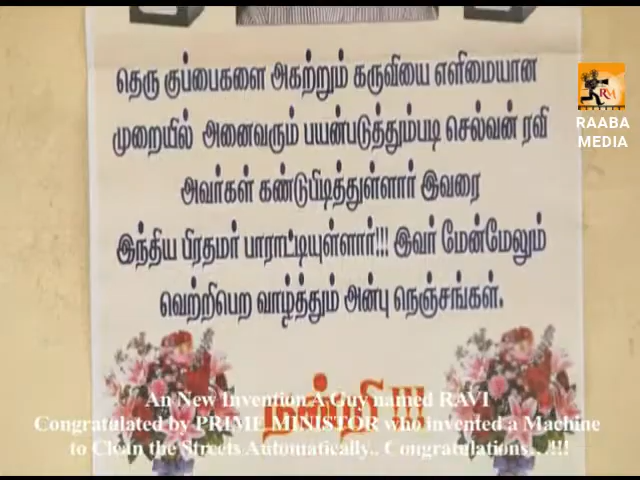 தெரு குப்பைகளை அகற்றும் கருவியை எளிமையான
முறையில் அனைவரும் பயன்படுத்தும்படி செல்வன் ரவி
அவர்கள் கண்டுபிடித்துள்ளார் இவரை
இந்திய பிரதமர் பாராட்டியுள்ளார்!!! இவர் மேன்மேலும்
வெற்றிபெற வாழ்த்தும் அன்பு நெஞ்சங்கள்.
RAABA
MEDIA
An New Invention A Guy named RAVI
Congratulated by PRIME MINISTOR who invented a Machine
to Clean the Streets Automatically.. Congratulations...!!!!